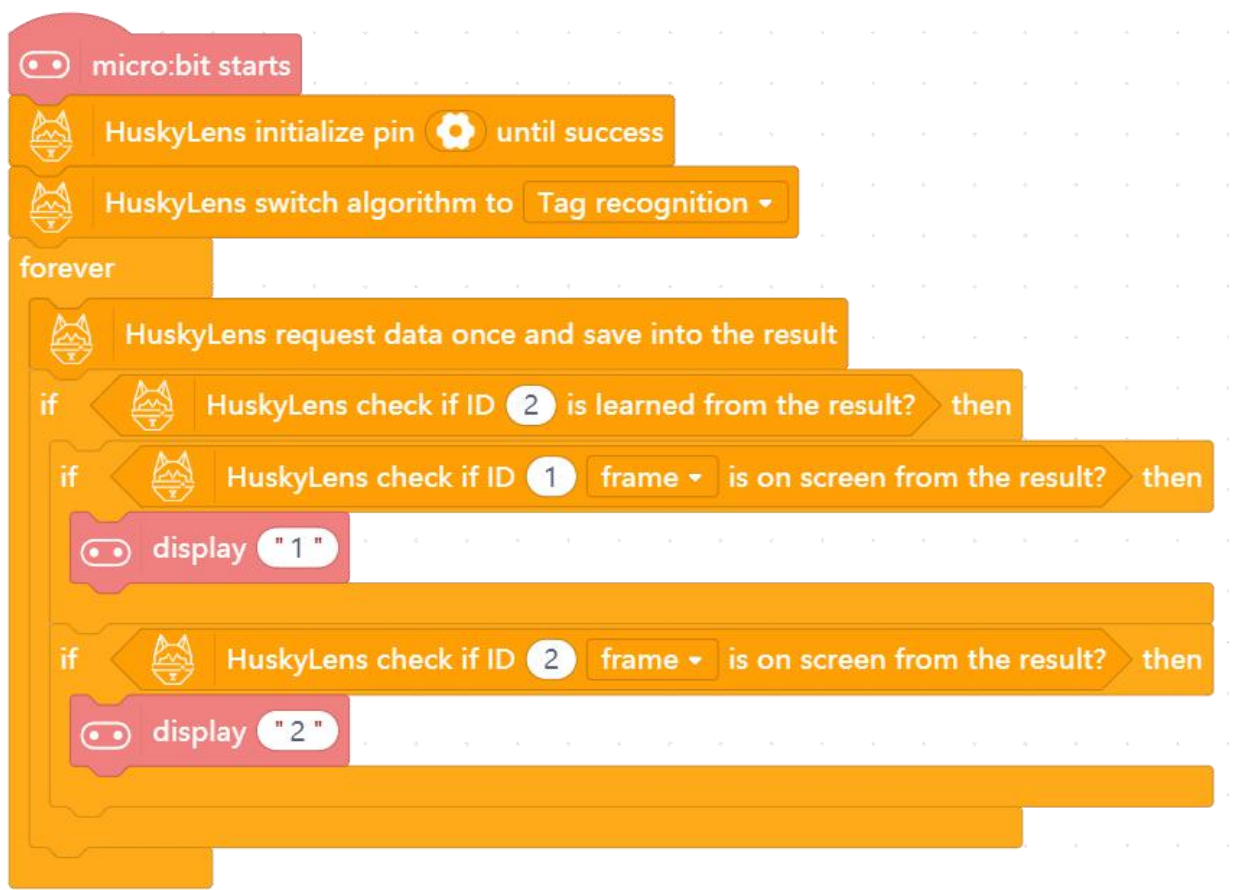 micro:bit starts
HuskyLens initialize pin until success
HuskyLens switch algorithm to Tag recognition
forever
HuskyLens request data once and save into the result
if HuskyLens check if ID 2 is learned from the result? then
if HuskyLens check if ID 1 frame is on screen from the result? then
display "1"
if HuskyLens check if ID 2 frame is on screen from the result? then
display "2"